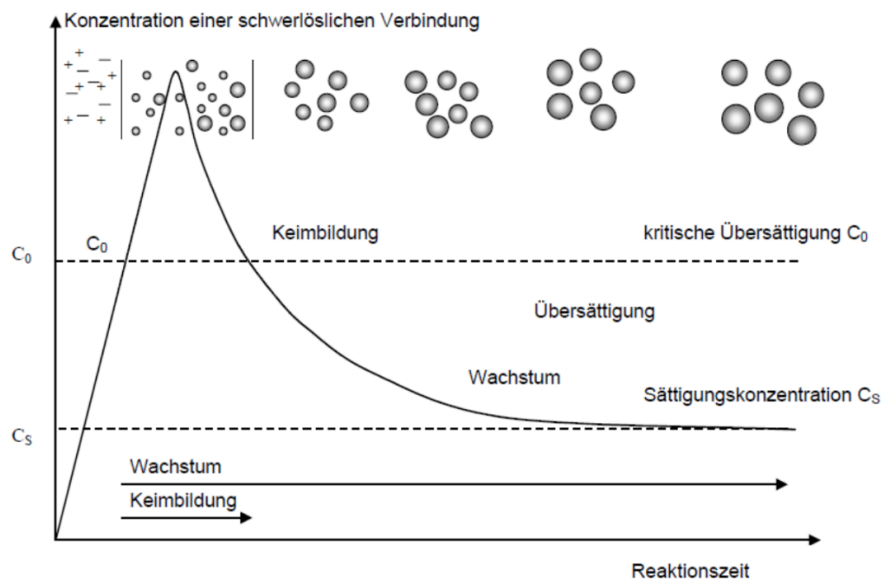 Konzentration einer schwerlöslichen Verbindung
C₀
C₀
Keimbildung
kritische Übersättigung C₀
Übersättigung
Wachstum
Sättigungskonzentration Cₛ
Cₛ
Wachstum
Keimbildung
Reaktionszeit